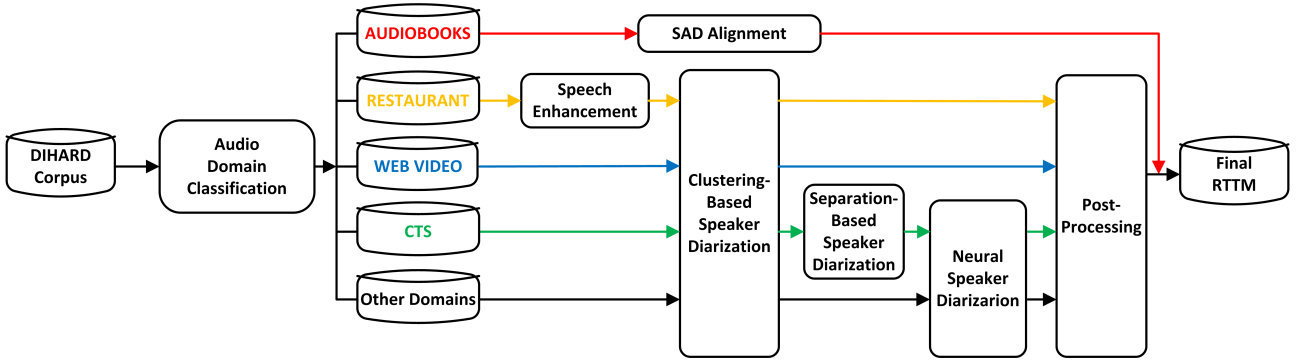 DIHARD
Corpus
Audio
Domain
Classification
AUDIOBOOKS
SAD Alignment
RESTAURANT
Speech
Enhancement
WEB VIDEO
CTS
Other Domains
Clustering-
Based
Speaker
Diarization
Separation-
Based
Speaker
Diarization
Neural
Speaker
Diarizarion
Post-
Processing
Final
RTTM